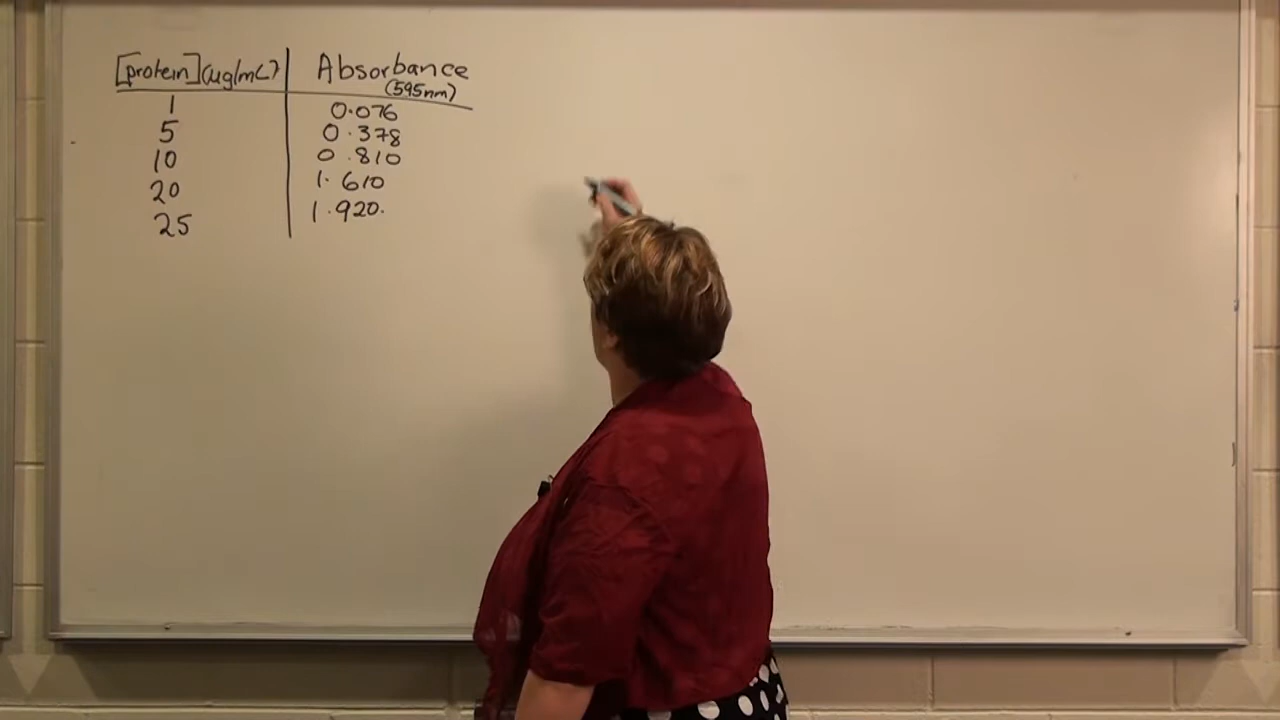 [protein](ug/mL) Absorbance
(595nm)
1 0.076
5 0.378
10 0.810
20 1.610
25 1.920.